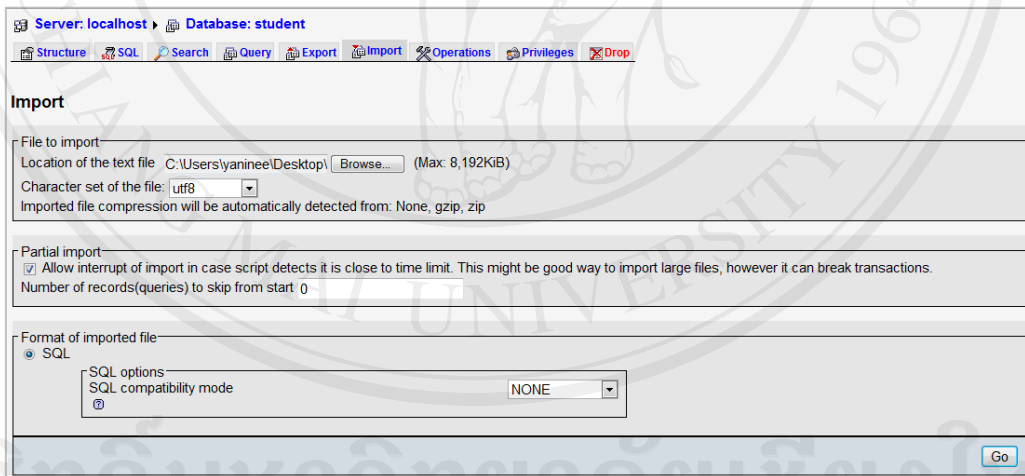 Server: localhost ▸ Database: student
Structure SQL Search Query Export Import Operations Privileges Drop
Import
File to import
Location of the text file C:\Users\yaninee\Desktop\ Browse... (Max: 8,192KiB)
Character set of the file: utf8
Imported file compression will be automatically detected from: None, gzip, zip
Partial import
Allow interrupt of import in case script detects it is close to time limit. This might be good way to import large files, however it can break transactions.
Number of records(queries) to skip from start 0
Format of imported file
SQL
SQL options
SQL compatibility mode NONE
Go
MAI UNIVERSITY 1964